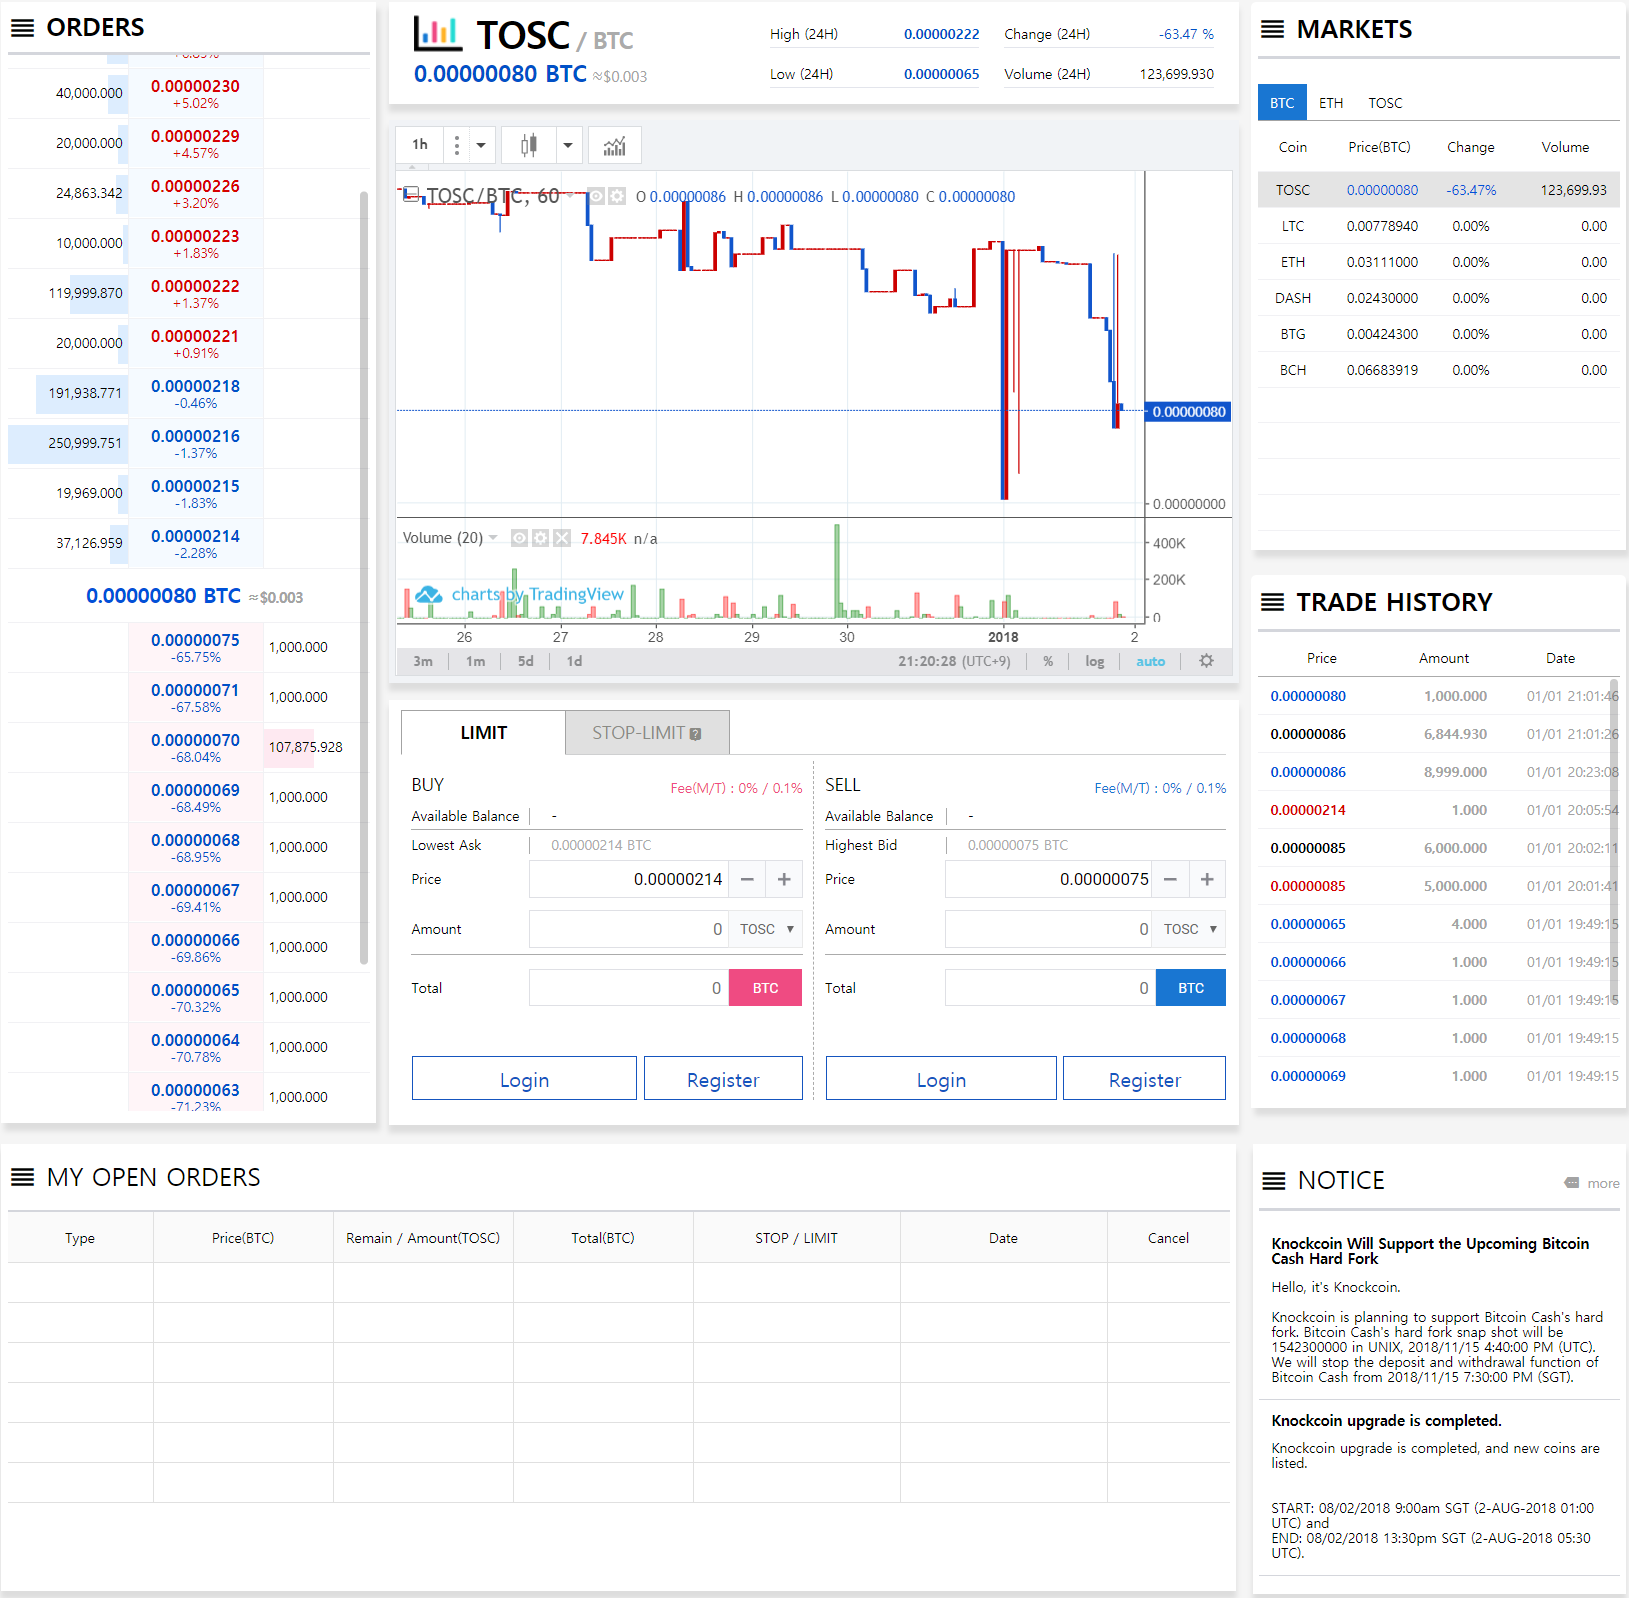 ORDERS
40,000.000 0.00000230
+5.02%
20,000.000 0.00000229
+4.57%
24,863.342 0.00000226
+3.20%
10,000.000 0.00000223
+1.83%
119,999.870 0.00000222
+1.37%
20,000.000 0.00000221
+0.91%
191,938.771 0.00000218
-0.46%
250,999.751 0.00000216
-1.37%
19,969.000 0.00000215
-1.83%
37,126.959 0.00000214
-2.28%
0.00000080 BTC ≈$0.003
0.00000075 1,000.000
-65.75%
0.00000071 1,000.000
-67.58%
0.00000070 107,875.928
-68.04%
0.00000069 1,000.000
-68.49%
0.00000068 1,000.000
-68.95%
0.00000067 1,000.000
-69.41%
0.00000066 1,000.000
-69.86%
0.00000065 1,000.000
-70.32%
0.00000064 1,000.000
-70.78%
0.00000063 1,000.000
-71.23%
TOSC / BTC
0.00000080 BTC ≈$0.003
High (24H) 0.00000222 Change (24H) -63.47 %
Low (24H) 0.00000065 Volume (24H) 123,699.930
1h
TOSC/BTC, 60 O 0.00000086 H 0.00000086 L 0.00000080 C 0.00000080
0.00000080
0.00000000
Volume (20) 7.845K n/a
400K
200K
0
charts by TradingView
26 27 28 29 30 2018 2
3m 1m 5d 1d 21:20:28 (UTC+9) % log auto
LIMIT STOP-LIMIT ?
BUY Fee(M/T) : 0% / 0.1%
Available Balance -
Lowest Ask 0.00000214 BTC
Price 0.00000214 − +
Amount 0 TOSC ▼
Total 0 BTC
Login Register
SELL Fee(M/T) : 0% / 0.1%
Available Balance -
Highest Bid 0.00000075 BTC
Price 0.00000075 − +
Amount 0 TOSC ▼
Total 0 BTC
Login Register
MARKETS
BTC ETH TOSC
Coin Price(BTC) Change Volume
TOSC 0.00000080 -63.47% 123,699.93
LTC 0.00778940 0.00% 0.00
ETH 0.03111000 0.00% 0.00
DASH 0.02430000 0.00% 0.00
BTG 0.00424300 0.00% 0.00
BCH 0.06683919 0.00% 0.00
TRADE HISTORY
Price Amount Date
0.00000080 1,000.000 01/01 21:01:46
0.00000086 6,844.930 01/01 21:01:26
0.00000086 8,999.000 01/01 20:23:08
0.00000214 1.000 01/01 20:05:54
0.00000085 6,000.000 01/01 20:02:11
0.00000085 5,000.000 01/01 20:01:41
0.00000065 4.000 01/01 19:49:15
0.00000066 1.000 01/01 19:49:15
0.00000067 1.000 01/01 19:49:15
0.00000068 1.000 01/01 19:49:15
0.00000069 1.000 01/01 19:49:15
MY OPEN ORDERS
Type Price(BTC) Remain / Amount(TOSC) Total(BTC) STOP / LIMIT Date Cancel
NOTICE more
Knockcoin Will Support the Upcoming Bitcoin
Cash Hard Fork
Hello, it's Knockcoin.
Knockcoin is planning to support Bitcoin Cash's hard
fork. Bitcoin Cash's hard fork snap shot will be
1542300000 in UNIX, 2018/11/15 4:40:00 PM (UTC).
We will stop the deposit and withdrawal function of
Bitcoin Cash from 2018/11/15 7:30:00 PM (SGT).
Knockcoin upgrade is completed.
Knockcoin upgrade is completed, and new coins are
listed.
START: 08/02/2018 9:00am SGT (2-AUG-2018 01:00
UTC) and
END: 08/02/2018 13:30pm SGT (2-AUG-2018 05:30
UTC).